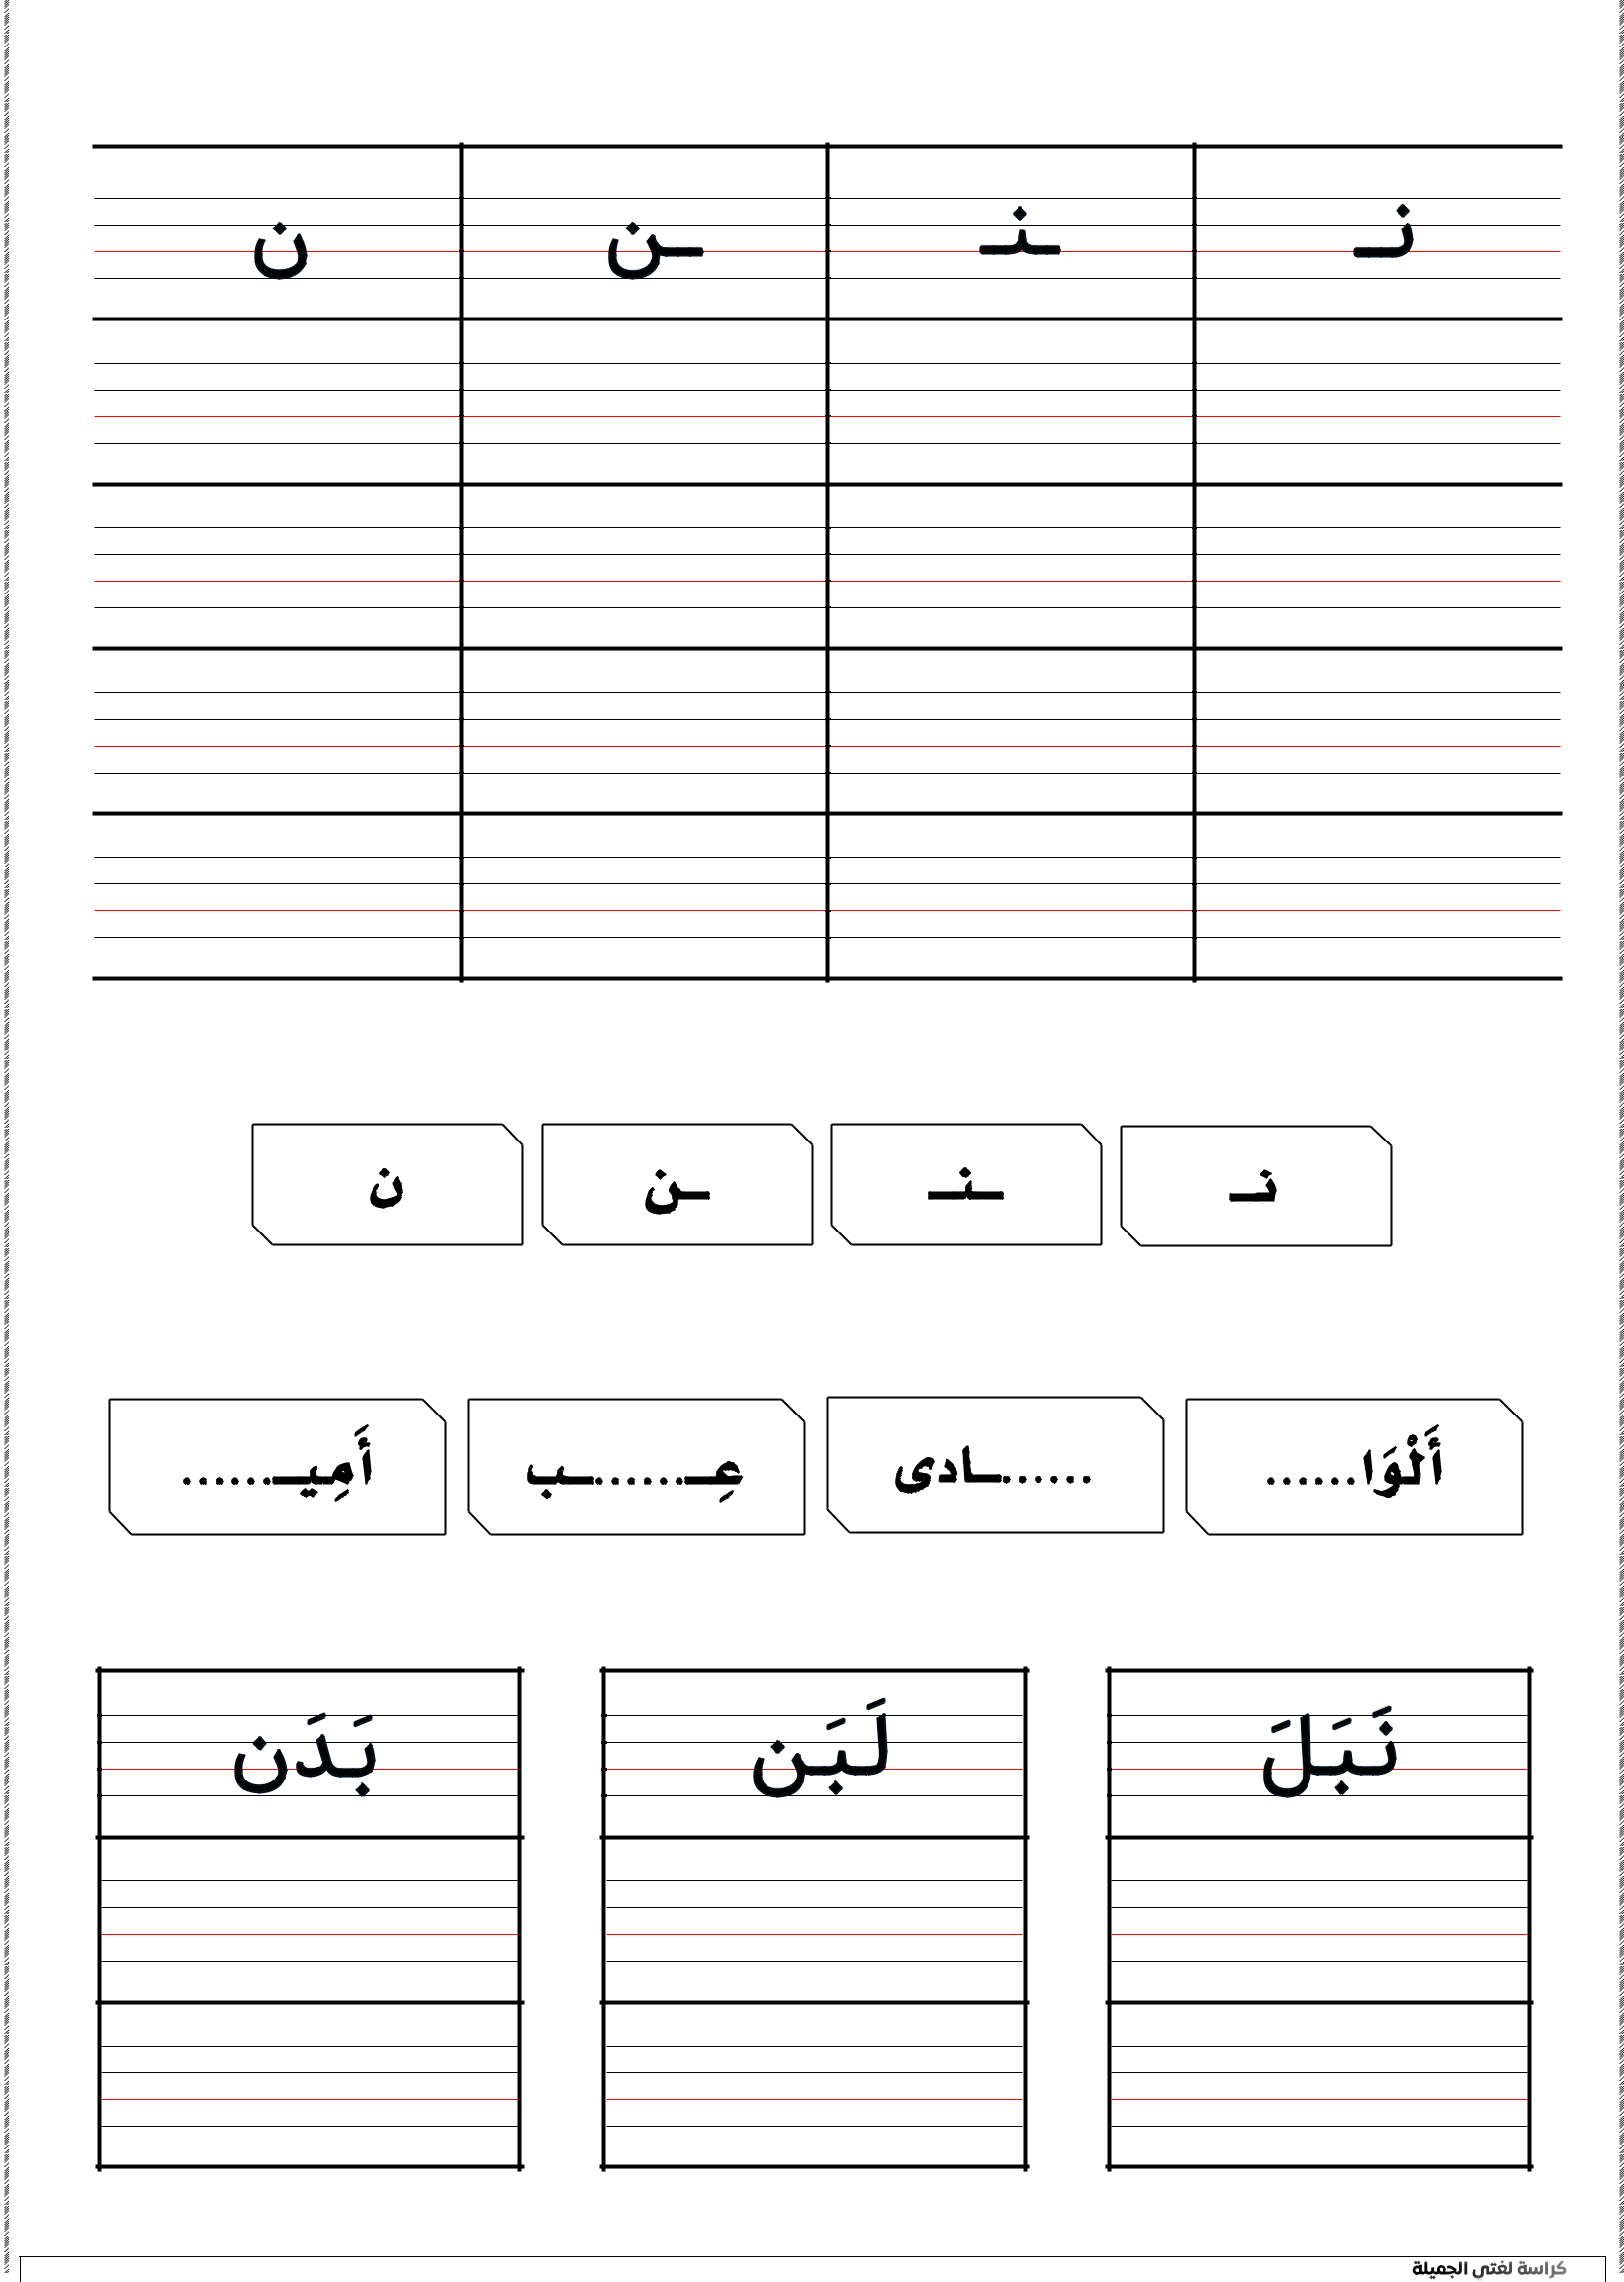 نـ ـنـ ـن ن
نـ ـنـ ـن ن
أَلْوَا...... ......ـادى عِـ......ـب أَمِيـ......
نَبَلَ لَبَن بَدَن
كراسة لغتي الجميلة